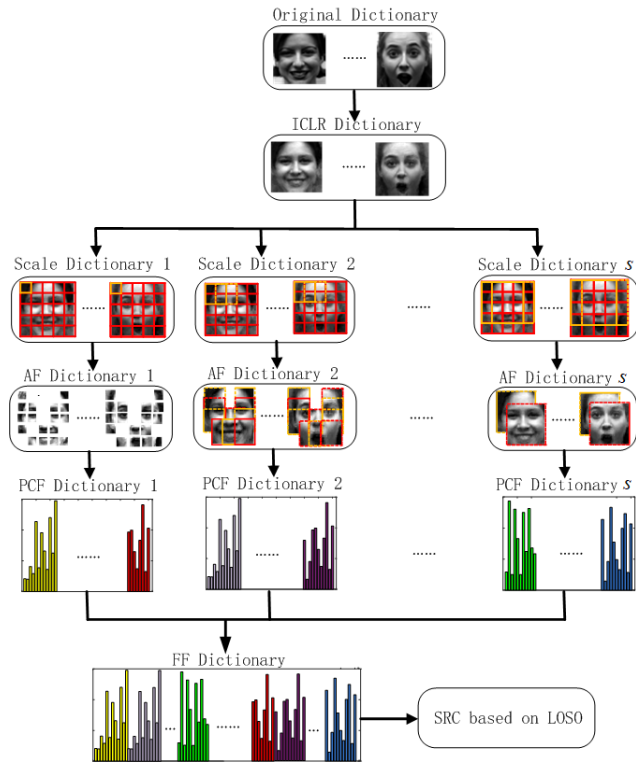 Original Dictionary
……
ICLR Dictionary
……
Scale Dictionary 1
Scale Dictionary 2
Scale Dictionary s
……
……
……
……
AF Dictionary 1
AF Dictionary 2
AF Dictionary s
……
……
……
……
PCF Dictionary 1
PCF Dictionary 2
PCF Dictionary s
……
……
……
……
FF Dictionary
…
……
…
SRC based on LOSO